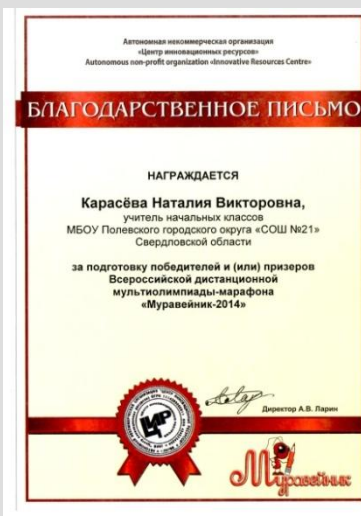 Автономная некоммерческая организация
«Центр инновационных ресурсов»
Autonomous non-profit organization «Innovative Resources Centre»
БЛАГОДАРСТВЕННОЕ ПИСЬМО
НАГРАЖДАЕТСЯ
Карасёва Наталия Викторовна,
учитель начальных классов
МБОУ Полевского городского округа «СОШ №21»
Свердловской области
за подготовку победителей и (или) призеров
Всероссийской дистанционной
мультиолимпиады-марафона
«Муравейник-2014»
Директор А.В. Ларин
ЦИР
Муравейник